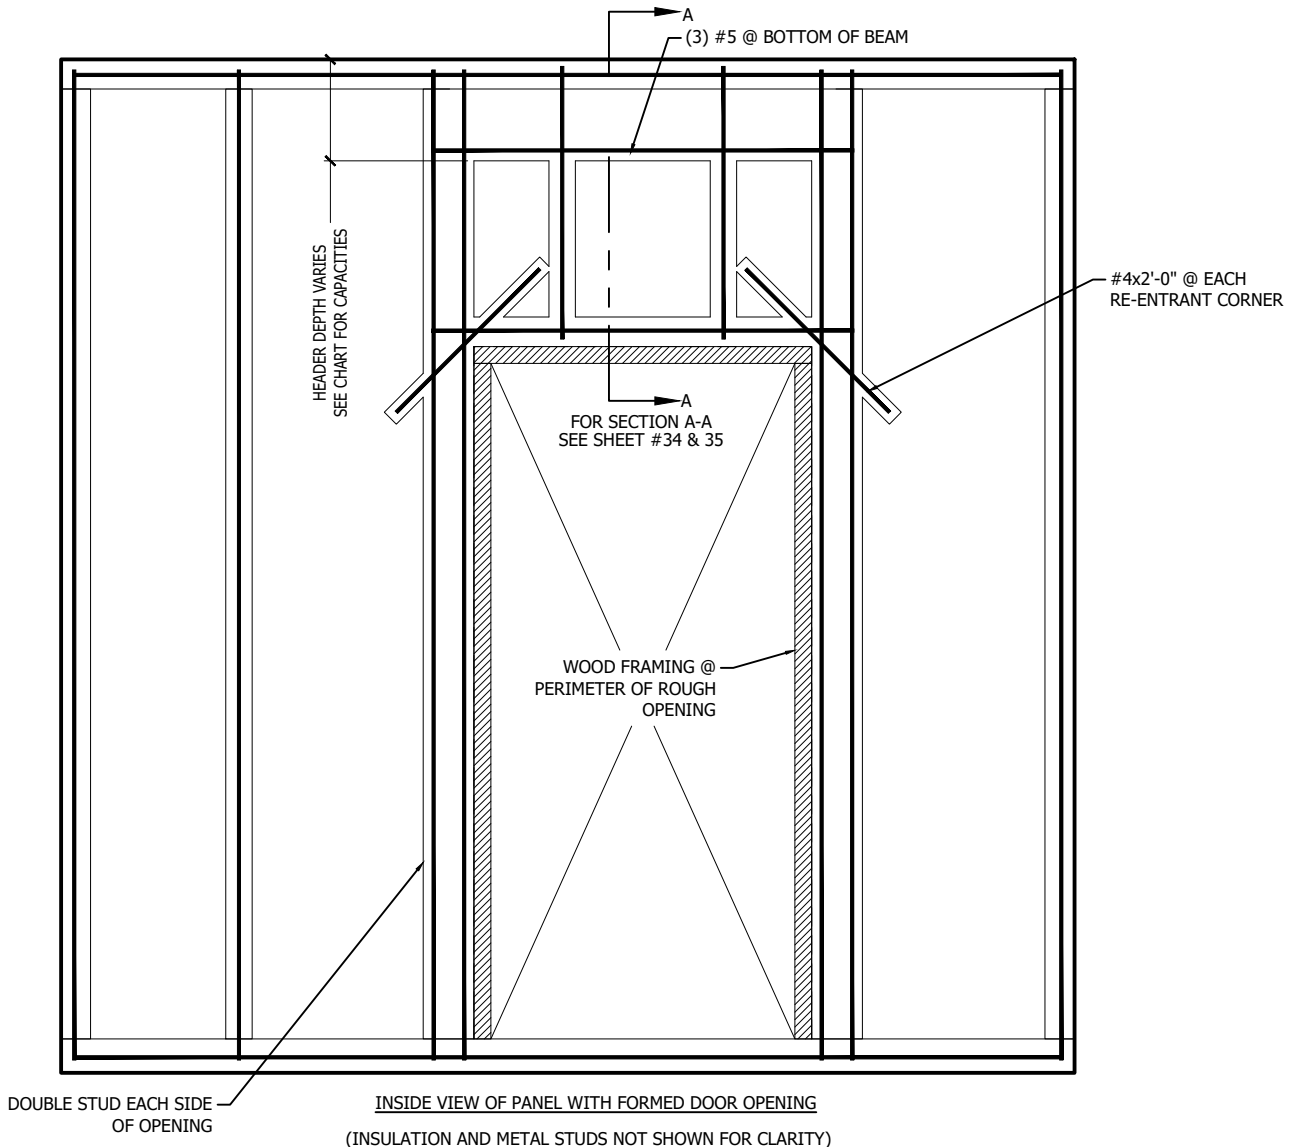 A
(3) #5 @ BOTTOM OF BEAM
HEADER DEPTH VARIES
SEE CHART FOR CAPACITIES
#4x2'-0" @ EACH
RE-ENTRANT CORNER
A
FOR SECTION A-A
SEE SHEET #34 & 35
WOOD FRAMING @
PERIMETER OF ROUGH
OPENING
DOUBLE STUD EACH SIDE
OF OPENING
INSIDE VIEW OF PANEL WITH FORMED DOOR OPENING
(INSULATION AND METAL STUDS NOT SHOWN FOR CLARITY)